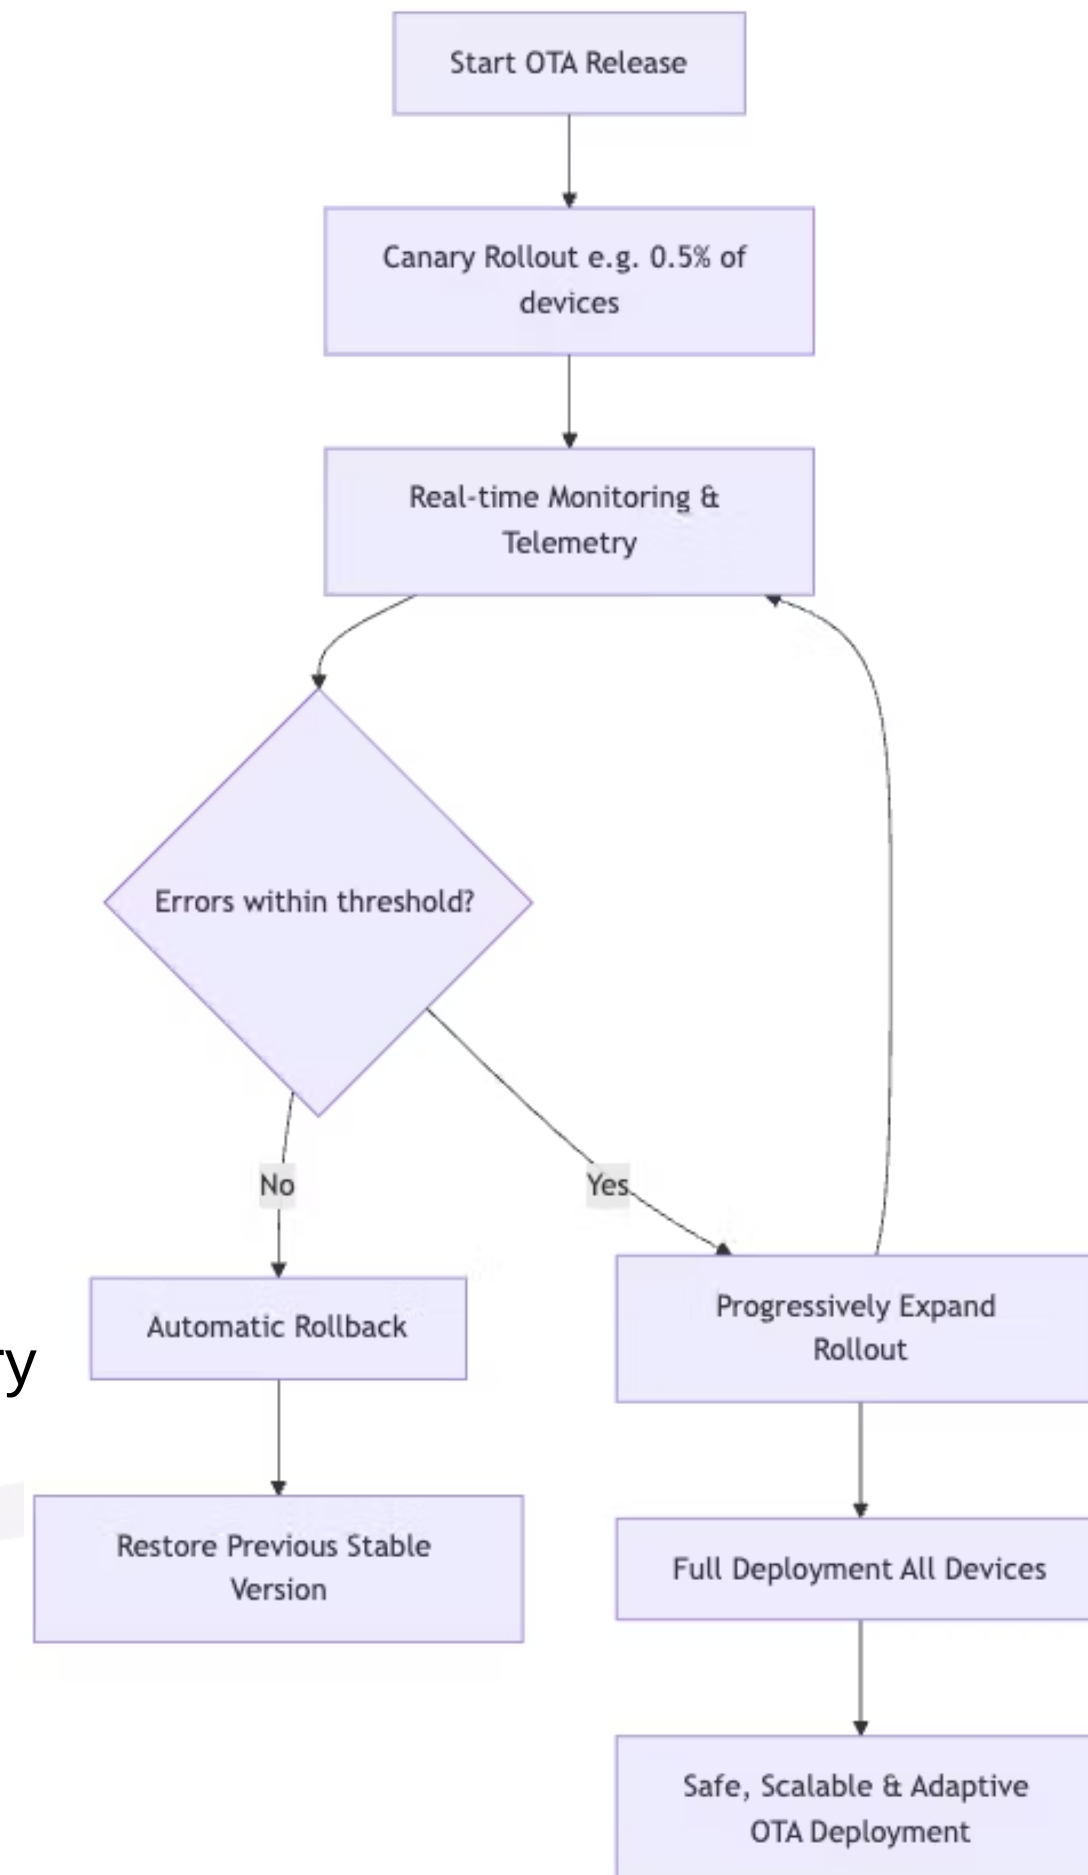 Start OTA Release
Canary Rollout e.g. 0.5% of
devices
Real-time Monitoring &
Telemetry
Errors within threshold?
No
Yes
Automatic Rollback
Progressively Expand
Rollout
Restore Previous Stable
Version
Full Deployment All Devices
Safe, Scalable & Adaptive
OTA Deployment